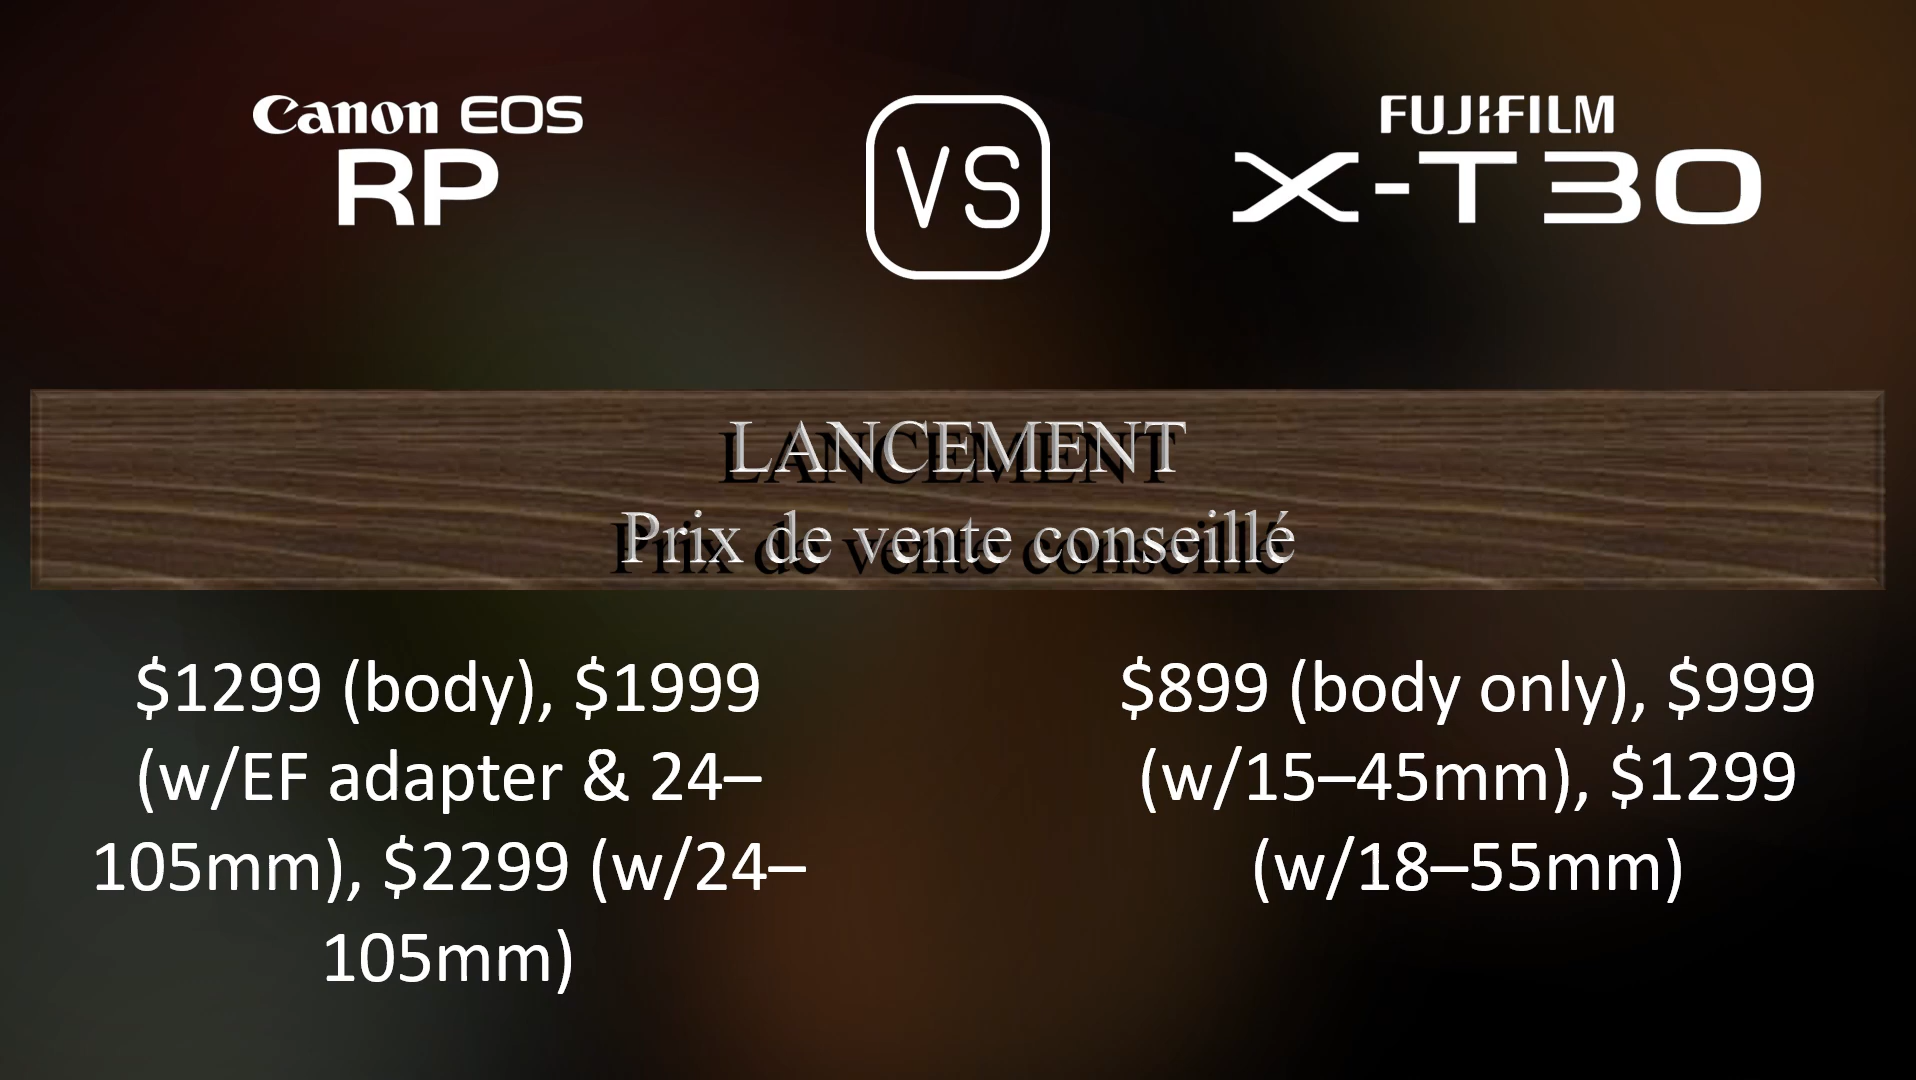 Canon EOS
RP
VS
FUJIFILM
X-T30
LANCEMENT
Prix de vente conseillé
$1299 (body), $1999
(w/EF adapter & 24–
105mm), $2299 (w/24–
105mm)
$899 (body only), $999
(w/15–45mm), $1299
(w/18–55mm)